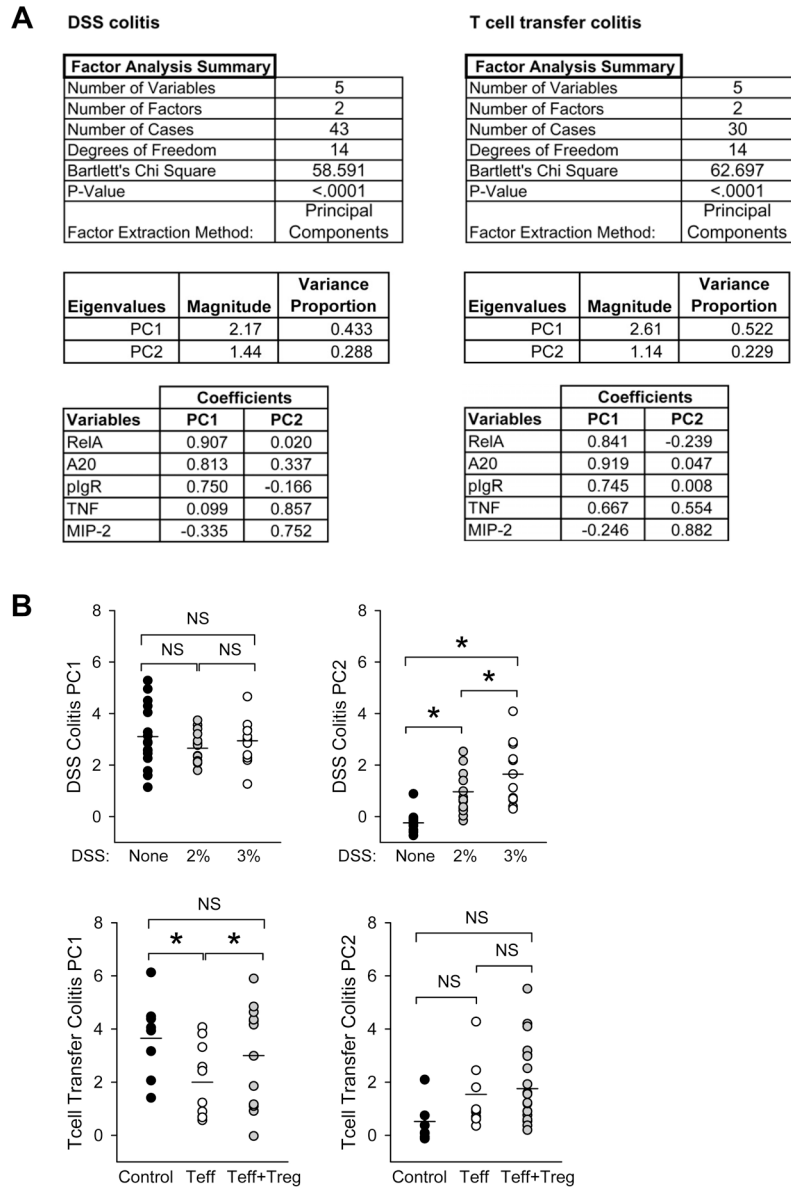 A
DSS colitis
Factor Analysis Summary
Number of Variables 5
Number of Factors 2
Number of Cases 43
Degrees of Freedom 14
Bartlett's Chi Square 58.591
P-Value <.0001
Factor Extraction Method: Principal Components
Eigenvalues Magnitude Variance Proportion
PC1 2.17 0.433
PC2 1.44 0.288
Coefficients
Variables PC1 PC2
RelA 0.907 0.020
A20 0.813 0.337
pIgR 0.750 -0.166
TNF 0.099 0.857
MIP-2 -0.335 0.752
T cell transfer colitis
Factor Analysis Summary
Number of Variables 5
Number of Factors 2
Number of Cases 30
Degrees of Freedom 14
Bartlett's Chi Square 62.697
P-Value <.0001
Factor Extraction Method: Principal Components
Eigenvalues Magnitude Variance Proportion
PC1 2.61 0.522
PC2 1.14 0.229
Coefficients
Variables PC1 PC2
RelA 0.841 -0.239
A20 0.919 0.047
pIgR 0.745 0.008
TNF 0.667 0.554
MIP-2 -0.246 0.882
B
DSS Colitis PC1
8
6
4
2
0
NS
NS NS
DSS: None 2% 3%
DSS Colitis PC2
8
6
4
2
0
*
*
*
DSS: None 2% 3%
Tcell Transfer Colitis PC1
8
6
4
2
0
NS
* *
Control Teff Teff+Treg
Tcell Transfer Colitis PC2
8
6
4
2
0
NS
NS
NS
Control Teff Teff+Treg